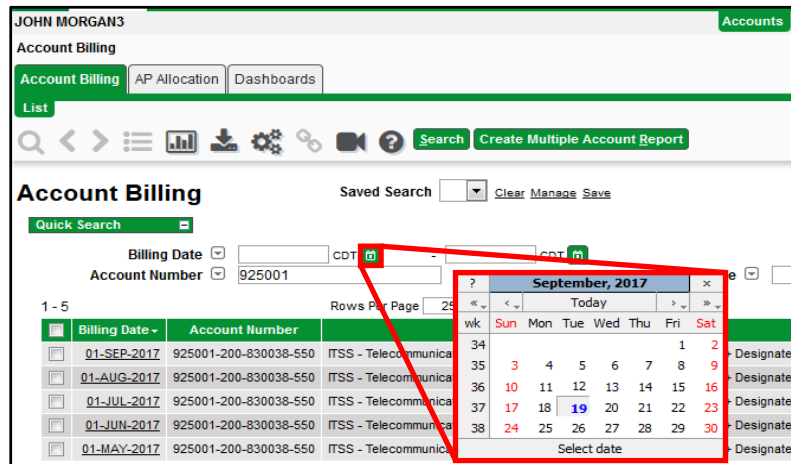 JOHN MORGAN3 Accounts
Account Billing
Account Billing AP Allocation Dashboards
List
Search Create Multiple Account Report
Account Billing Saved Search Clear Manage Save
Quick Search
Billing Date CDT - CDT
Account Number 925001 e
1 - 5 Rows Per Page 25
Billing Date Account Number
01-SEP-2017 925001-200-830038-550 ITSS - Telecommunica Designate
01-AUG-2017 925001-200-830038-550 ITSS - Telecommunica Designate
01-JUL-2017 925001-200-830038-550 ITSS - Telecommunica Designate
01-JUN-2017 925001-200-830038-550 ITSS - Telecommunica Designate
01-MAY-2017 925001-200-830038-550 ITSS - Telecommunica Designate
? September, 2017 ×
« ‹ Today › »
wk Sun Mon Tue Wed Thu Fri Sat
34 1 2
35 3 4 5 6 7 8 9
36 10 11 12 13 14 15 16
37 17 18 19 20 21 22 23
38 24 25 26 27 28 29 30
Select date